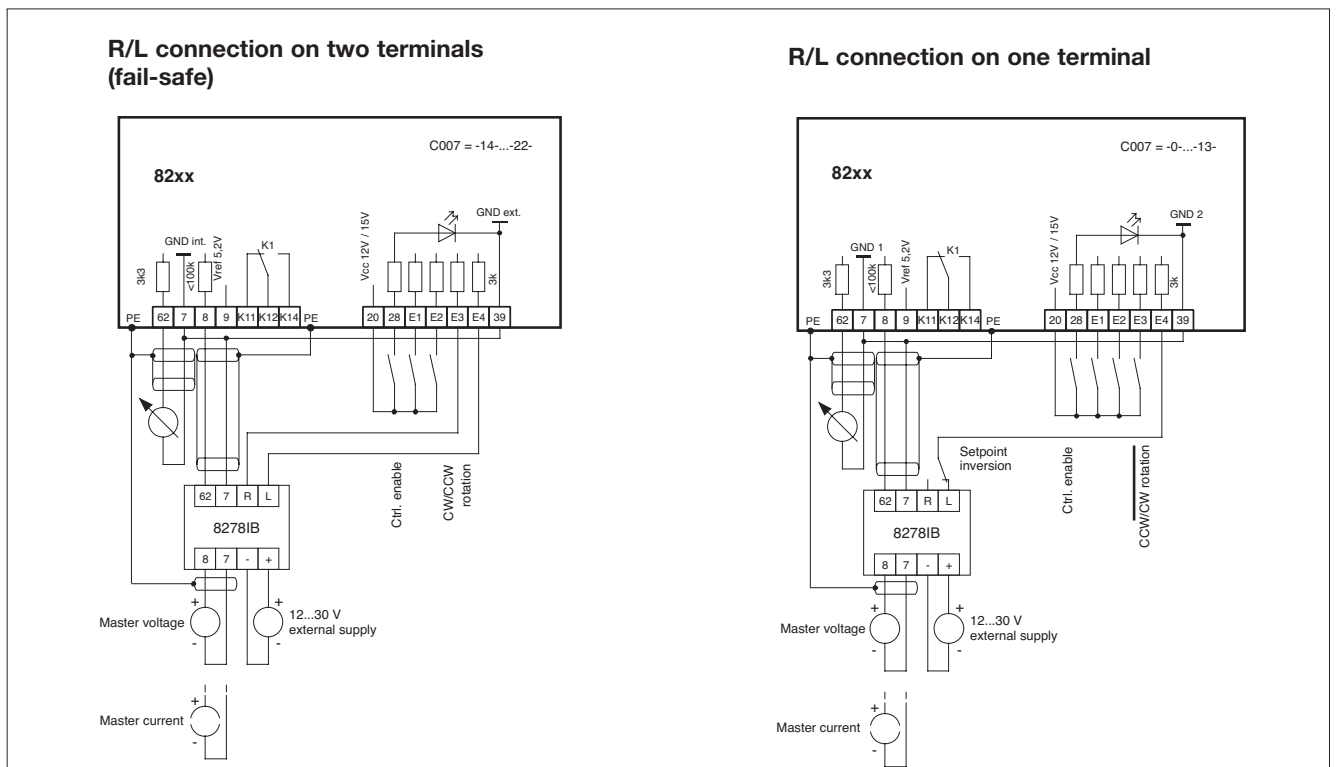 R/L connection on two terminals
(fail-safe)
C007 = -14-...-22-
82xx
GND ext.
GND int.
K1
3k3
<100k
Vref 5,2V
Vcc 12V / 15V
3k
PE
62 7 8 9 K11 K12 K14
PE
20 28 E1 E2 E3 E4 39
Ctrl. enable
CW/CCW
rotation
62 7 R L
8278IB
8 7 - +
+
+
Master voltage
12...30 V
external supply
-
-
+
Master current
-
R/L connection on one terminal
C007 = -0-...-13-
82xx
GND 2
GND 1
K1
3k3
<100k
Vref 5,2V
Vcc 12V / 15V
3k
PE
62 7 8 9 K11 K12 K14
PE
20 28 E1 E2 E3 E4 39
Setpoint
inversion
Ctrl. enable
CCW/CW rotation
62 7 R L
8278IB
8 7 - +
+
+
Master voltage
12...30 V
external supply
-
-
+
Master current
-